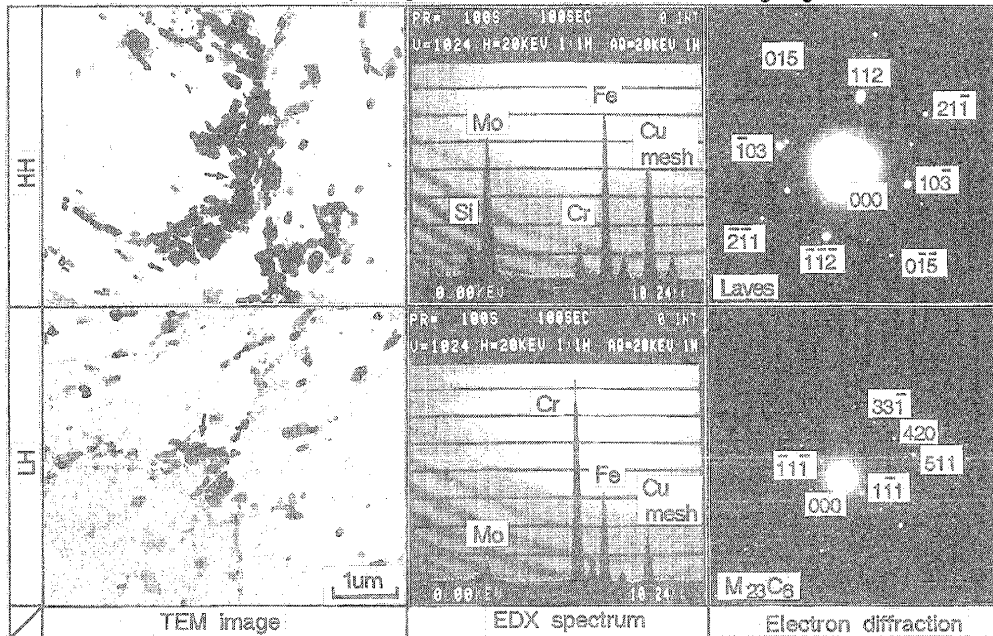 HH
PR= 100S 100SEC 0 INT
V=1024 H=20KEV 1:1H AQ=20KEV 1H
Fe
Mo
Cu
mesh
Si
Cr
0.00KEV 10.24
015
112
211̅
1̅03
103̅
000
2̅1̅1
1̅1̅2̅
01̅5̅
Laves
LH
1um
PR= 100S 100SEC 0 INT
V=1024 H=20KEV 1:1H AQ=20KEV 1H
Cr
Fe
Cu
mesh
Mo
0.00KEV 10.24
331̅
420
511
1̅11̅
11̅1
000
M23C6
TEM image
EDX spectrum
Electron diffraction